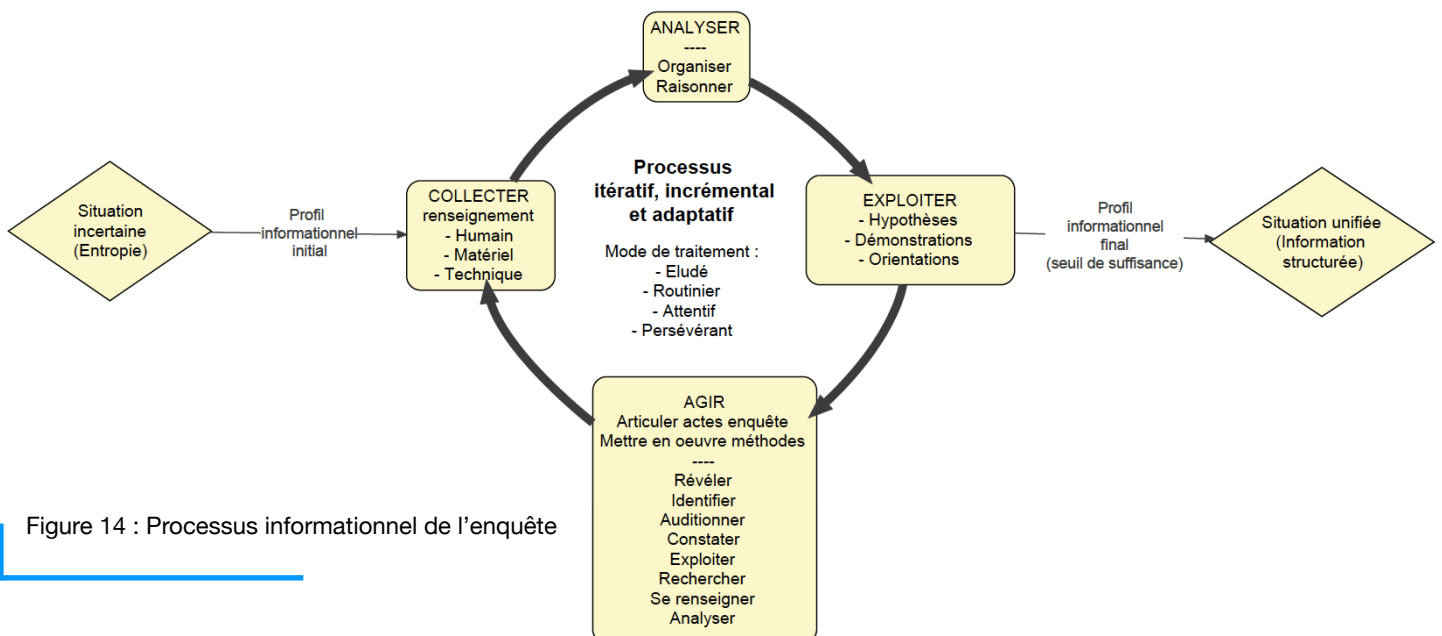 ANALYSER
----
Organiser
Raisonner
Situation
incertaine
(Entropie)
Profil
informationnel
initial
COLLECTER
renseignement
- Humain
- Matériel
- Technique
Processus
itératif, incrémental
et adaptatif
Mode de traitement :
- Eludé
- Routinier
- Attentif
- Persévérant
EXPLOITER
- Hypothèses
- Démonstrations
- Orientations
Profil
informationnel
final
(seuil de suffisance)
Situation unifiée
(Information
structurée)
AGIR
Articuler actes enquête
Mettre en oeuvre méthodes
----
Révéler
Identifier
Auditionner
Constater
Exploiter
Rechercher
Se renseigner
Analyser
Figure 14 : Processus informationnel de l’enquête